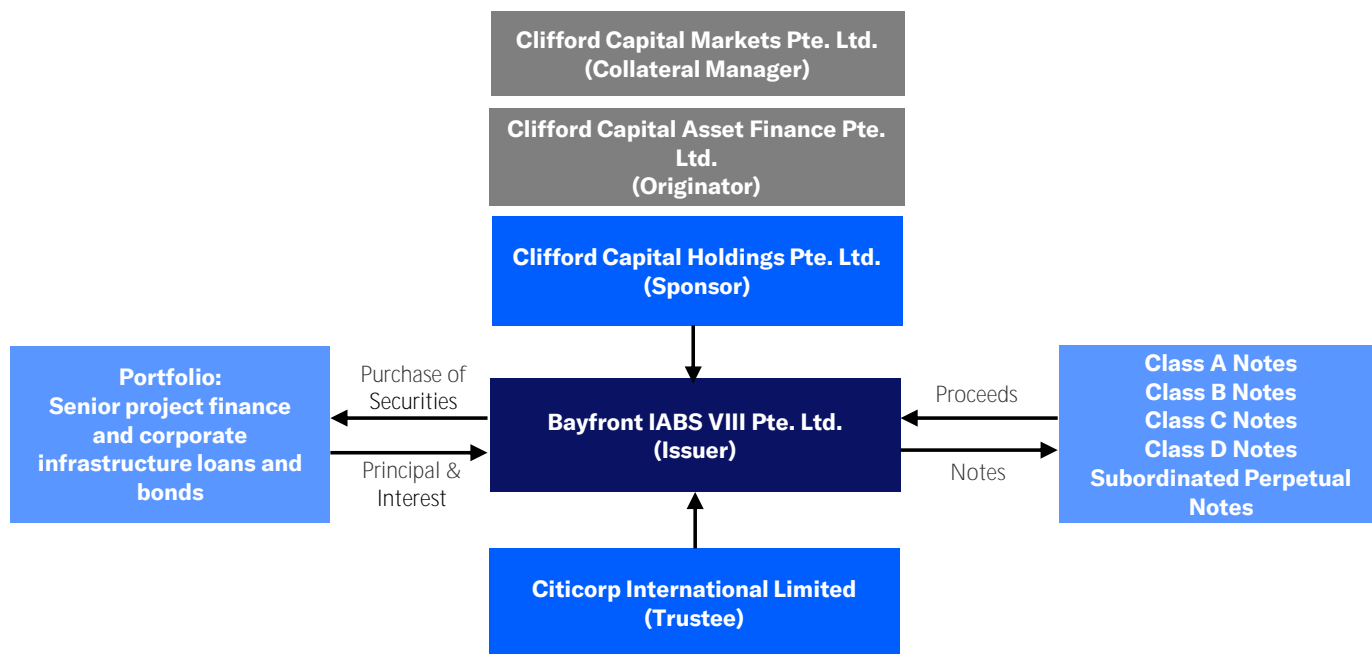 Clifford Capital Markets Pte. Ltd.
(Collateral Manager)
Clifford Capital Asset Finance Pte.
Ltd.
(Originator)
Clifford Capital Holdings Pte. Ltd.
(Sponsor)
Portfolio:
Senior project finance
and corporate
infrastructure loans and
bonds
Purchase of
Securities
Principal &
Interest
Bayfront IABS VIII Pte. Ltd.
(Issuer)
Proceeds
Notes
Class A Notes
Class B Notes
Class C Notes
Class D Notes
Subordinated Perpetual
Notes
Citicorp International Limited
(Trustee)